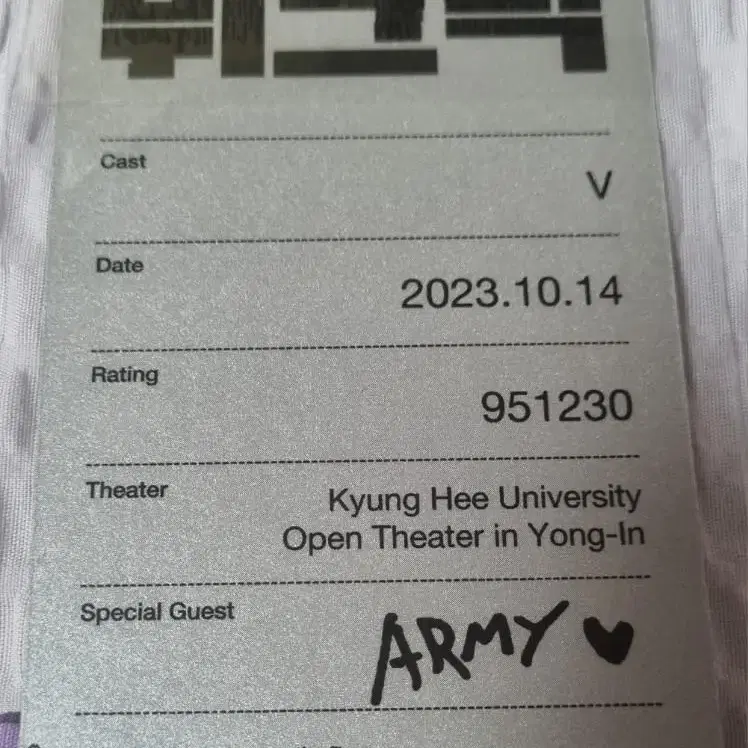 Cast
V
Date
2023.10.14
Rating
951230
Theater
Kyung Hee University
Open Theater in Yong-In
Special Guest
ARMY♥